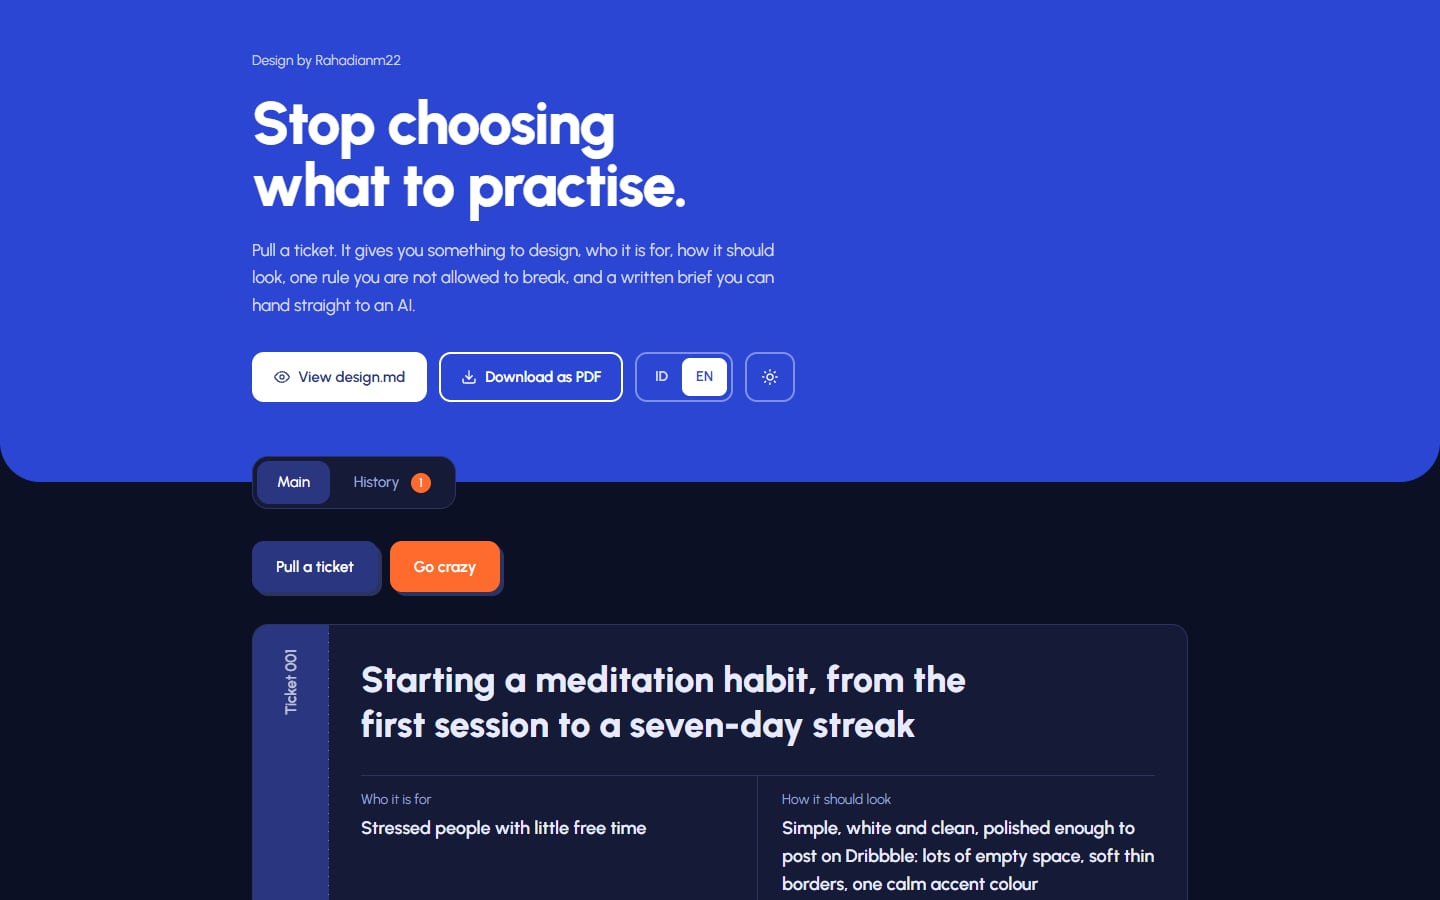 Design by Rahadianm22
Stop choosing
what to practise.
Pull a ticket. It gives you something to design, who it is for, how it should
look, one rule you are not allowed to break, and a written brief you can
hand straight to an AI.
View design.md
Download as PDF
ID
EN
Main
History
1
Pull a ticket
Go crazy
Ticket 001
Starting a meditation habit, from the
first session to a seven-day streak
Who it is for
Stressed people with little free time
How it should look
Simple, white and clean, polished enough to
post on Dribbble: lots of empty space, soft thin
borders, one calm accent colour